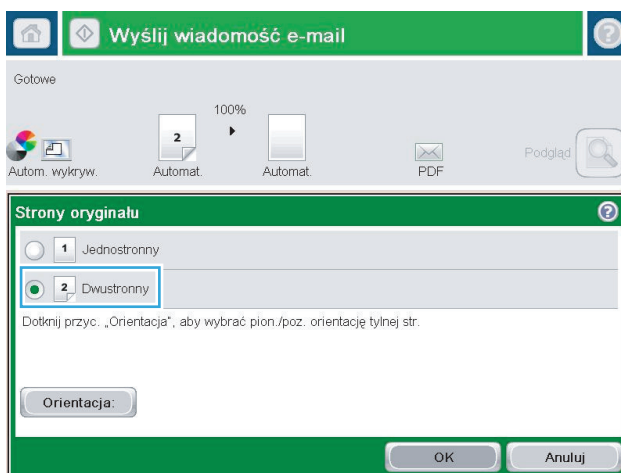 Wyślij wiadomość e-mail
Gotowe
100%
2
Autom. wykryw.
Automat.
Automat.
PDF
Podgląd
Strony oryginału
1 Jednostronny
2 Dwustronny
Dotknij przyc. „Orientacja", aby wybrać pion./poz. orientację tylnej str.
Orientacja:
OK
Anuluj